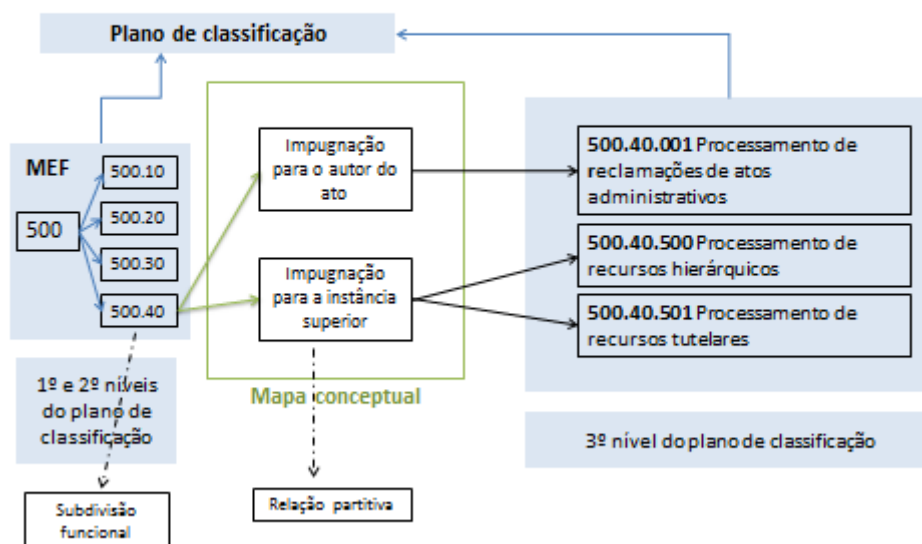 Plano de classificação
MEF
500
500.10
500.20
500.30
500.40
1º e 2º níveis
do plano de
classificação
Subdivisão
funcional
Impugnação
para o autor do
ato
Impugnação
para a instância
superior
Mapa conceptual
Relação partitiva
500.40.001 Processamento de
reclamações de atos
administrativos
500.40.500 Processamento de
recursos hierárquicos
500.40.501 Processamento de
recursos tutelares
3º nível do plano de classificação